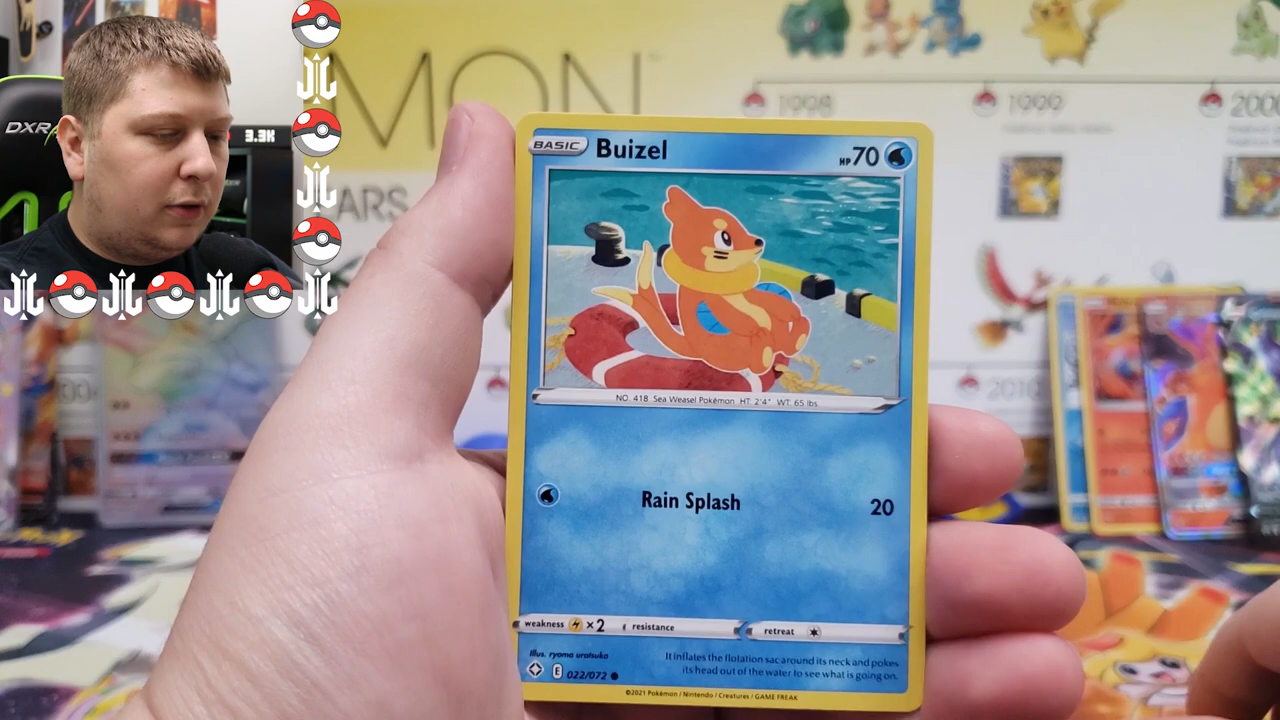 DXR
3.3K
MON
ARS
1998
1999
200
2010
BASIC Buizel HP 70
NO. 418 Sea Weasel Pokémon HT: 2'4" WT: 65 lbs.
Rain Splash 20
weakness ×2 resistance retreat
Illus. ryoma uratsuka
It inflates the flotation sac around its neck and pokes
its head out of the water to see what is going on.
E 022/072
©2021 Pokémon / Nintendo / Creatures / GAME FREAK